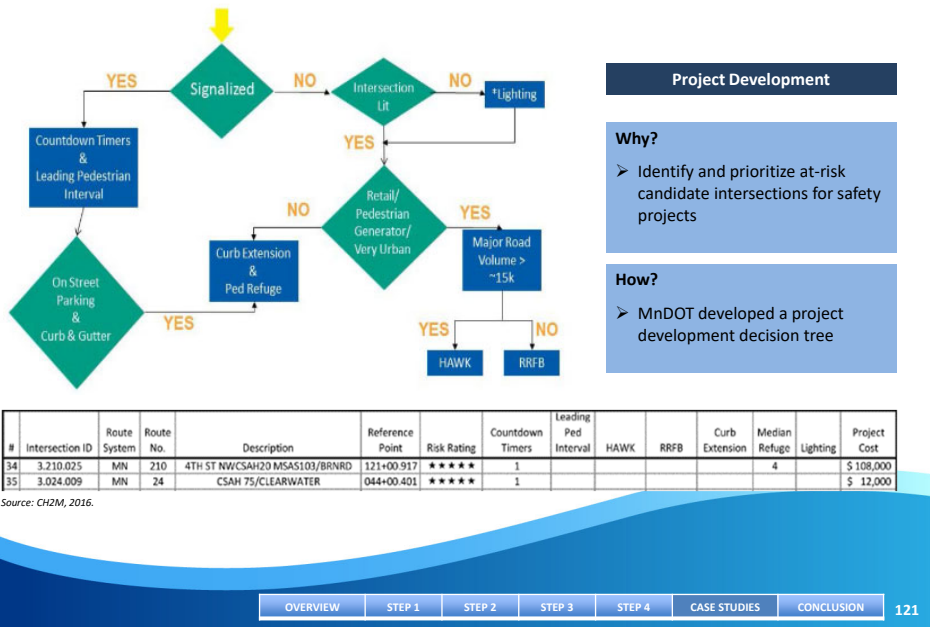 YES
Signalized
NO
Intersection
Lit
NO
*Lighting
YES
Countdown Timers
&
Leading Pedestrian
Interval
Retail/
Pedestrian
Generator/
Very Urban
NO
YES
Curb Extension
&
Ped Refuge
Major Road
Volume >
~15k
On Street
Parking
&
Curb & Gutter
YES
YES
NO
HAWK
RRFB
Project Development
Why?
➢ Identify and prioritize at-risk
candidate intersections for safety
projects
How?
➢ MnDOT developed a project
development decision tree
# Intersection ID Route System Route No. Description Reference Point Risk Rating Countdown Timers Leading Ped Interval HAWK RRFB Curb Extension Median Refuge Lighting Project Cost
34 3.210.025 MN 210 4TH ST NWCSAH20 MSAS103/BRNRD 121+00.917 ★★★★★ 1 4 $ 108,000
35 3.024.009 MN 24 CSAH 75/CLEARWATER 044+00.401 ★★★★★ 1 $ 12,000
Source: CH2M, 2016.
OVERVIEW STEP 1 STEP 2 STEP 3 STEP 4 CASE STUDIES CONCLUSION 121